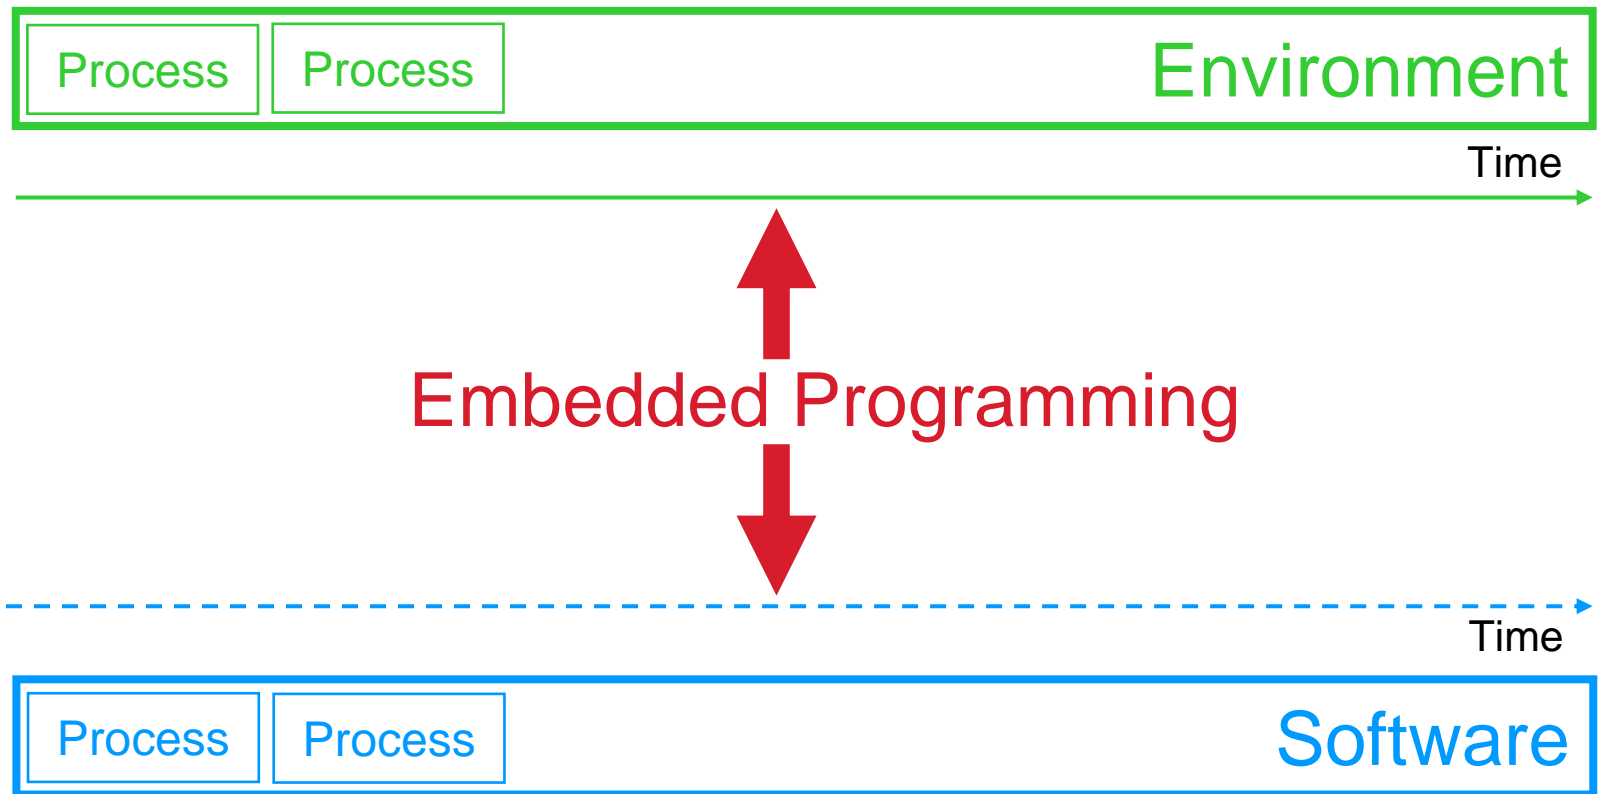 Process Process Environment
Time
Embedded Programming
Time
Process Process Software